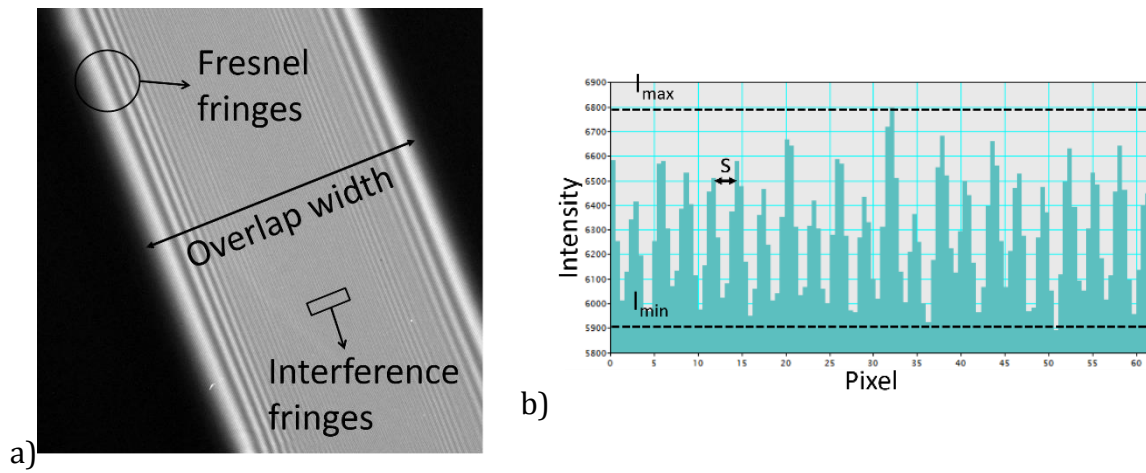 Fresnel
fringes
Overlap width
Interference
fringes
a)
I max
6900
6800
6700
6600
6500
6400
6300
6200
6100
6000
5900
5800
Intensity
S
I min
0 5 10 15 20 25 30 35 40 45 50 55 60
Pixel
b)